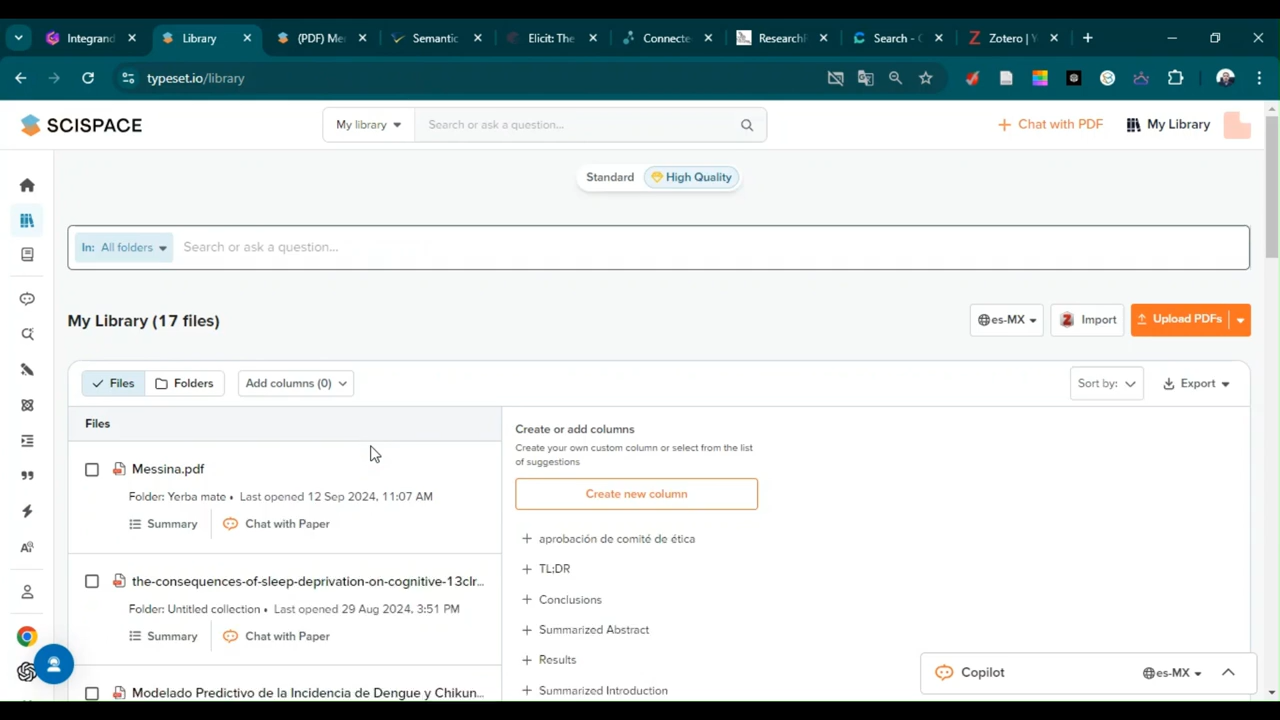 Integrand
Library
(PDF) Me
Semantic
Elicit: The
Connecte
Research
Search - C
Zotero | Y
typeset.io/library
SCISPACE
My library
Search or ask a question...
Chat with PDF
My Library
Standard
High Quality
In: All folders
Search or ask a question...
My Library (17 files)
es-MX
Import
Upload PDFs
Files
Folders
Add columns (0)
Sort by:
Export
Files
Create or add columns
Create your own custom column or select from the list
of suggestions
Create new column
Messina.pdf
Folder: Yerba mate • Last opened 12 Sep 2024, 11:07 AM
Summary
Chat with Paper
aprobación de comité de ética
TL:DR
Conclusions
Summarized Abstract
Results
Summarized Introduction
the-consequences-of-sleep-deprivation-on-cognitive-13clr...
Folder: Untitled collection • Last opened 29 Aug 2024, 3:51 PM
Summary
Chat with Paper
Modelado Predictivo de la Incidencia de Dengue y Chikun...
Copilot
es-MX